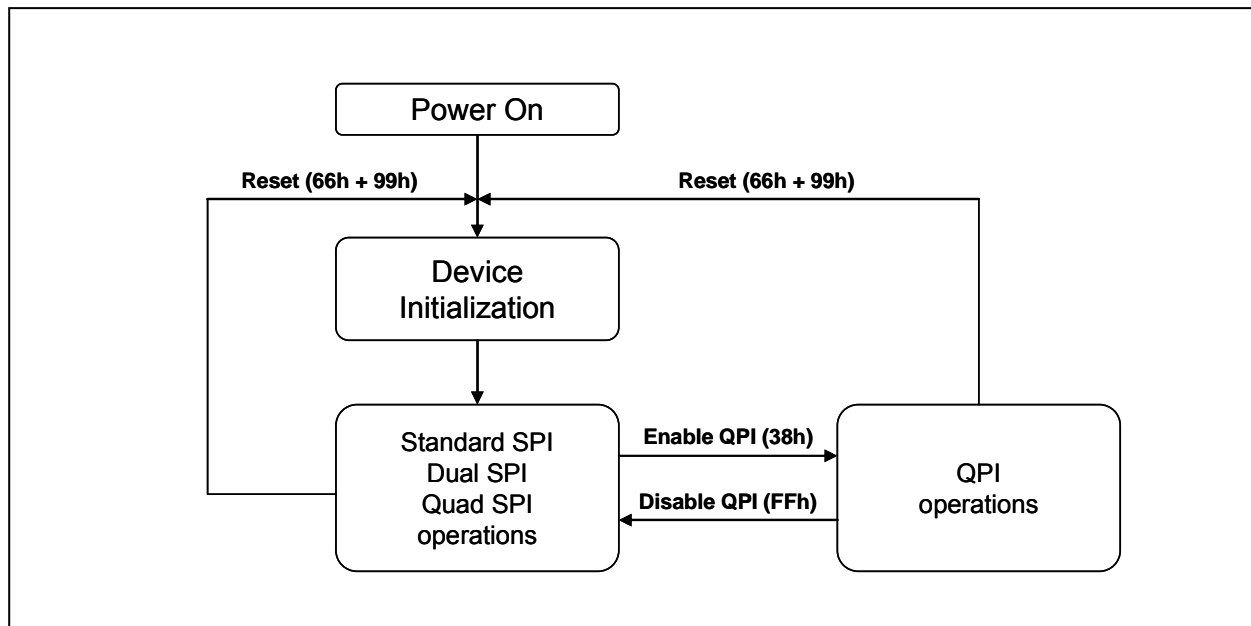 Power On
Reset (66h + 99h)
Reset (66h + 99h)
Device
Initialization
Standard SPI
Dual SPI
Quad SPI
operations
Enable QPI (38h)
Disable QPI (FFh)
QPI
operations